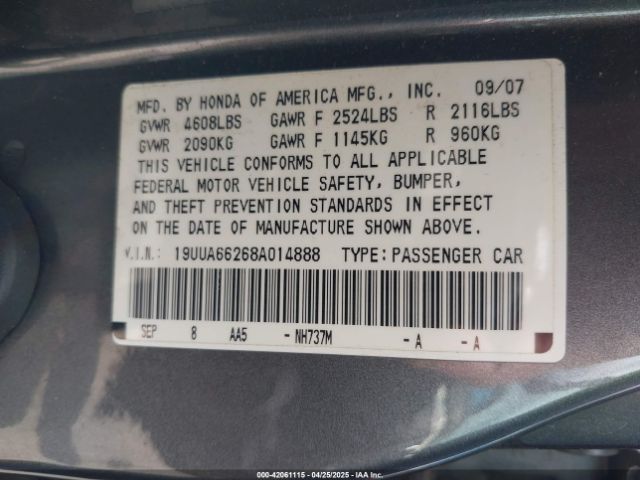 MFD. BY HONDA OF AMERICA MFG., INC. 09/07
GVWR 4608LBS GAWR F 2524LBS R 2116LBS
GVWR 2090KG GAWR F 1145KG R 960KG
THIS VEHICLE CONFORMS TO ALL APPLICABLE
FEDERAL MOTOR VEHICLE SAFETY, BUMPER,
AND THEFT PREVENTION STANDARDS IN EFFECT
ON THE DATE OF MANUFACTURE SHOWN ABOVE.
V.I.N.: 19UUA66268A014888 TYPE: PASSENGER CAR
SEP 8 AA5 - NH737M - A - A
000-42061115 - 04/25/2025 - IAA, Inc.